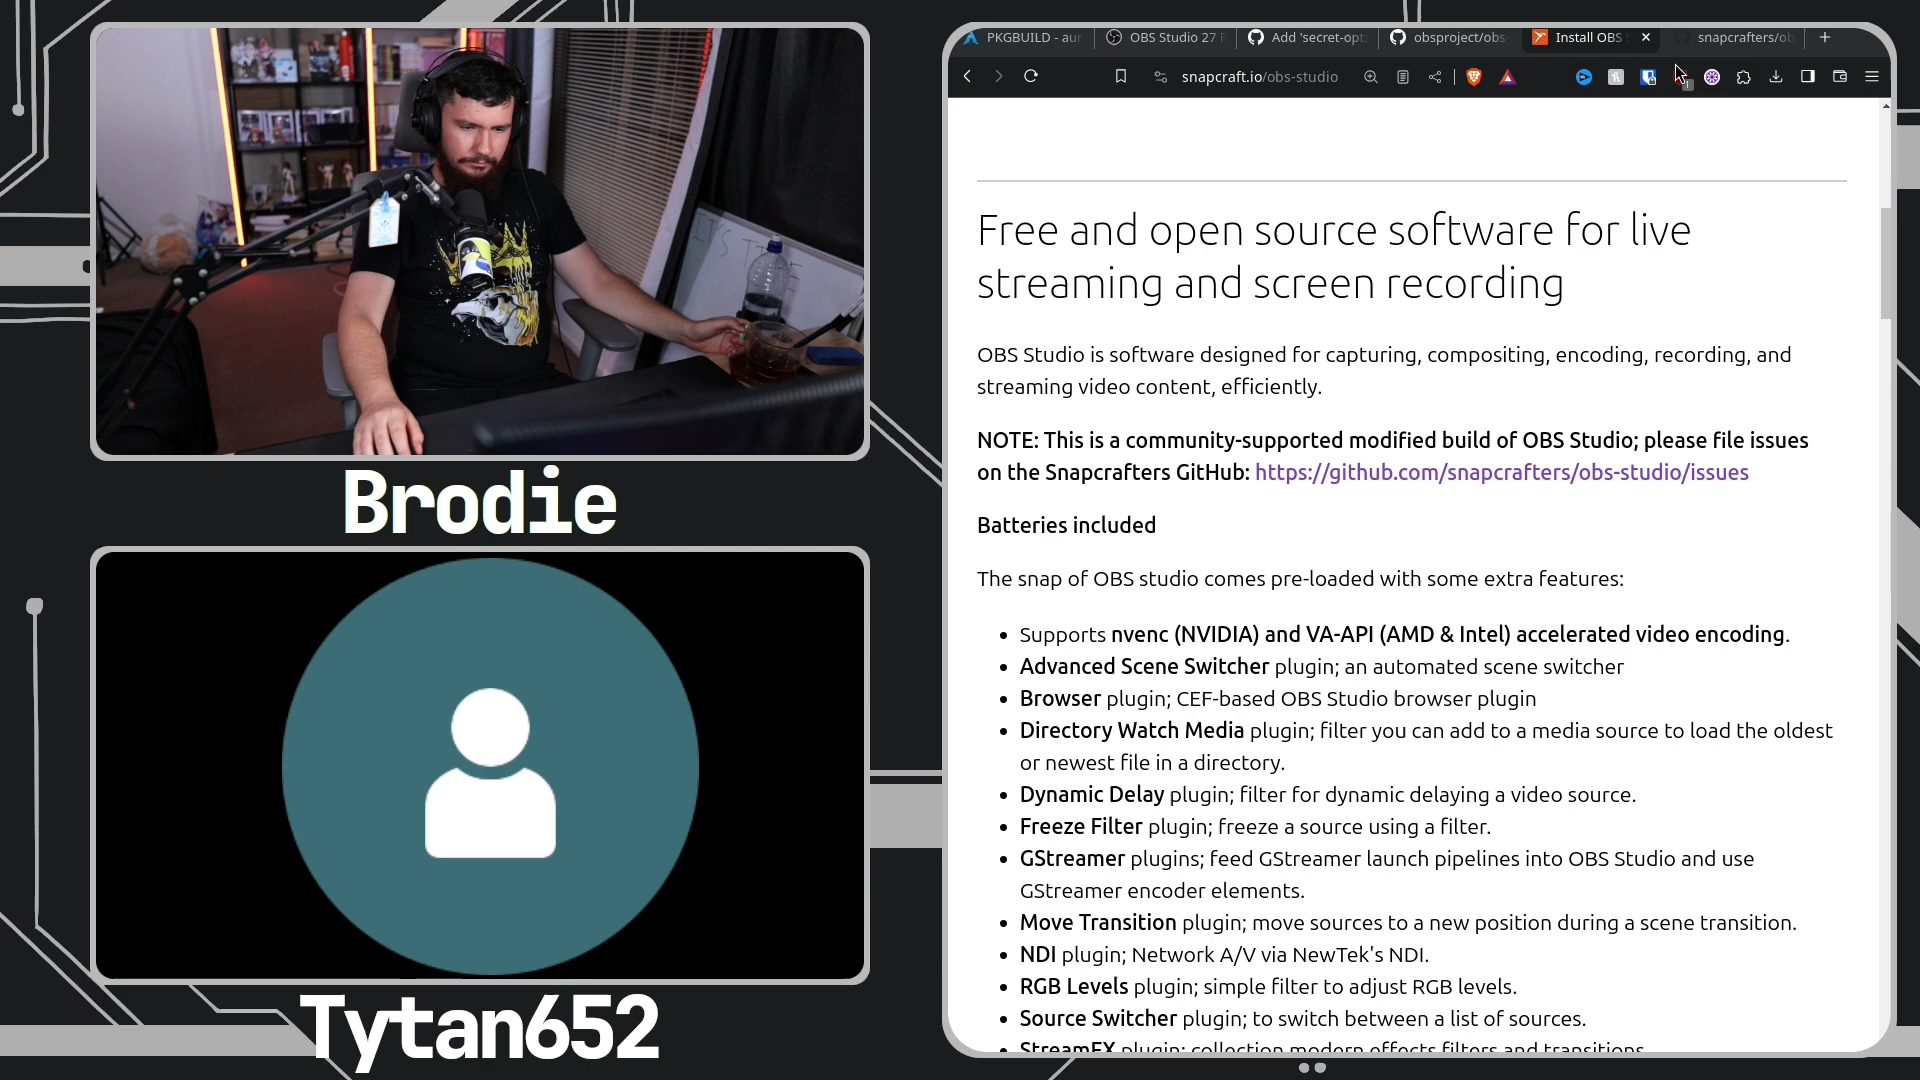 Brodie
Tytan652
PKGBUILD - aur
OBS Studio 27 R
Add 'secret-opts
obsproject/obs-
Install OBS
snapcrafters/ob
snapcraft.io/obs-studio
Free and open source software for live
streaming and screen recording
OBS Studio is software designed for capturing, compositing, encoding, recording, and
streaming video content, efficiently.
NOTE: This is a community-supported modified build of OBS Studio; please file issues
on the Snapcrafters GitHub: https://github.com/snapcrafters/obs-studio/issues
Batteries included
The snap of OBS studio comes pre-loaded with some extra features:
Supports nvenc (NVIDIA) and VA-API (AMD & Intel) accelerated video encoding.
Advanced Scene Switcher plugin; an automated scene switcher
Browser plugin; CEF-based OBS Studio browser plugin
Directory Watch Media plugin; filter you can add to a media source to load the oldest
or newest file in a directory.
Dynamic Delay plugin; filter for dynamic delaying a video source.
Freeze Filter plugin; freeze a source using a filter.
GStreamer plugins; feed GStreamer launch pipelines into OBS Studio and use
GStreamer encoder elements.
Move Transition plugin; move sources to a new position during a scene transition.
NDI plugin; Network A/V via NewTek's NDI.
RGB Levels plugin; simple filter to adjust RGB levels.
Source Switcher plugin; to switch between a list of sources.
StreamFX plugin; collection modern effects filters and transitions